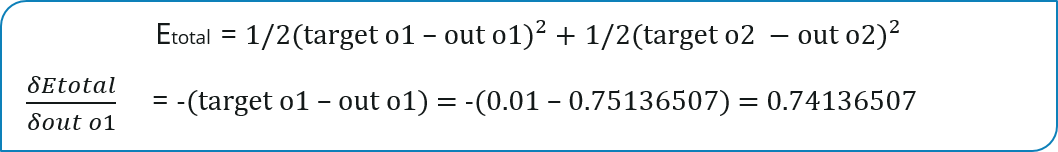 Etotal = 1/2(target o1 – out o1)² + 1/2(target o2 – out o2)²
δEtotal
δout o1
= -(target o1 – out o1) = -(0.01 – 0.75136507) = 0.74136507